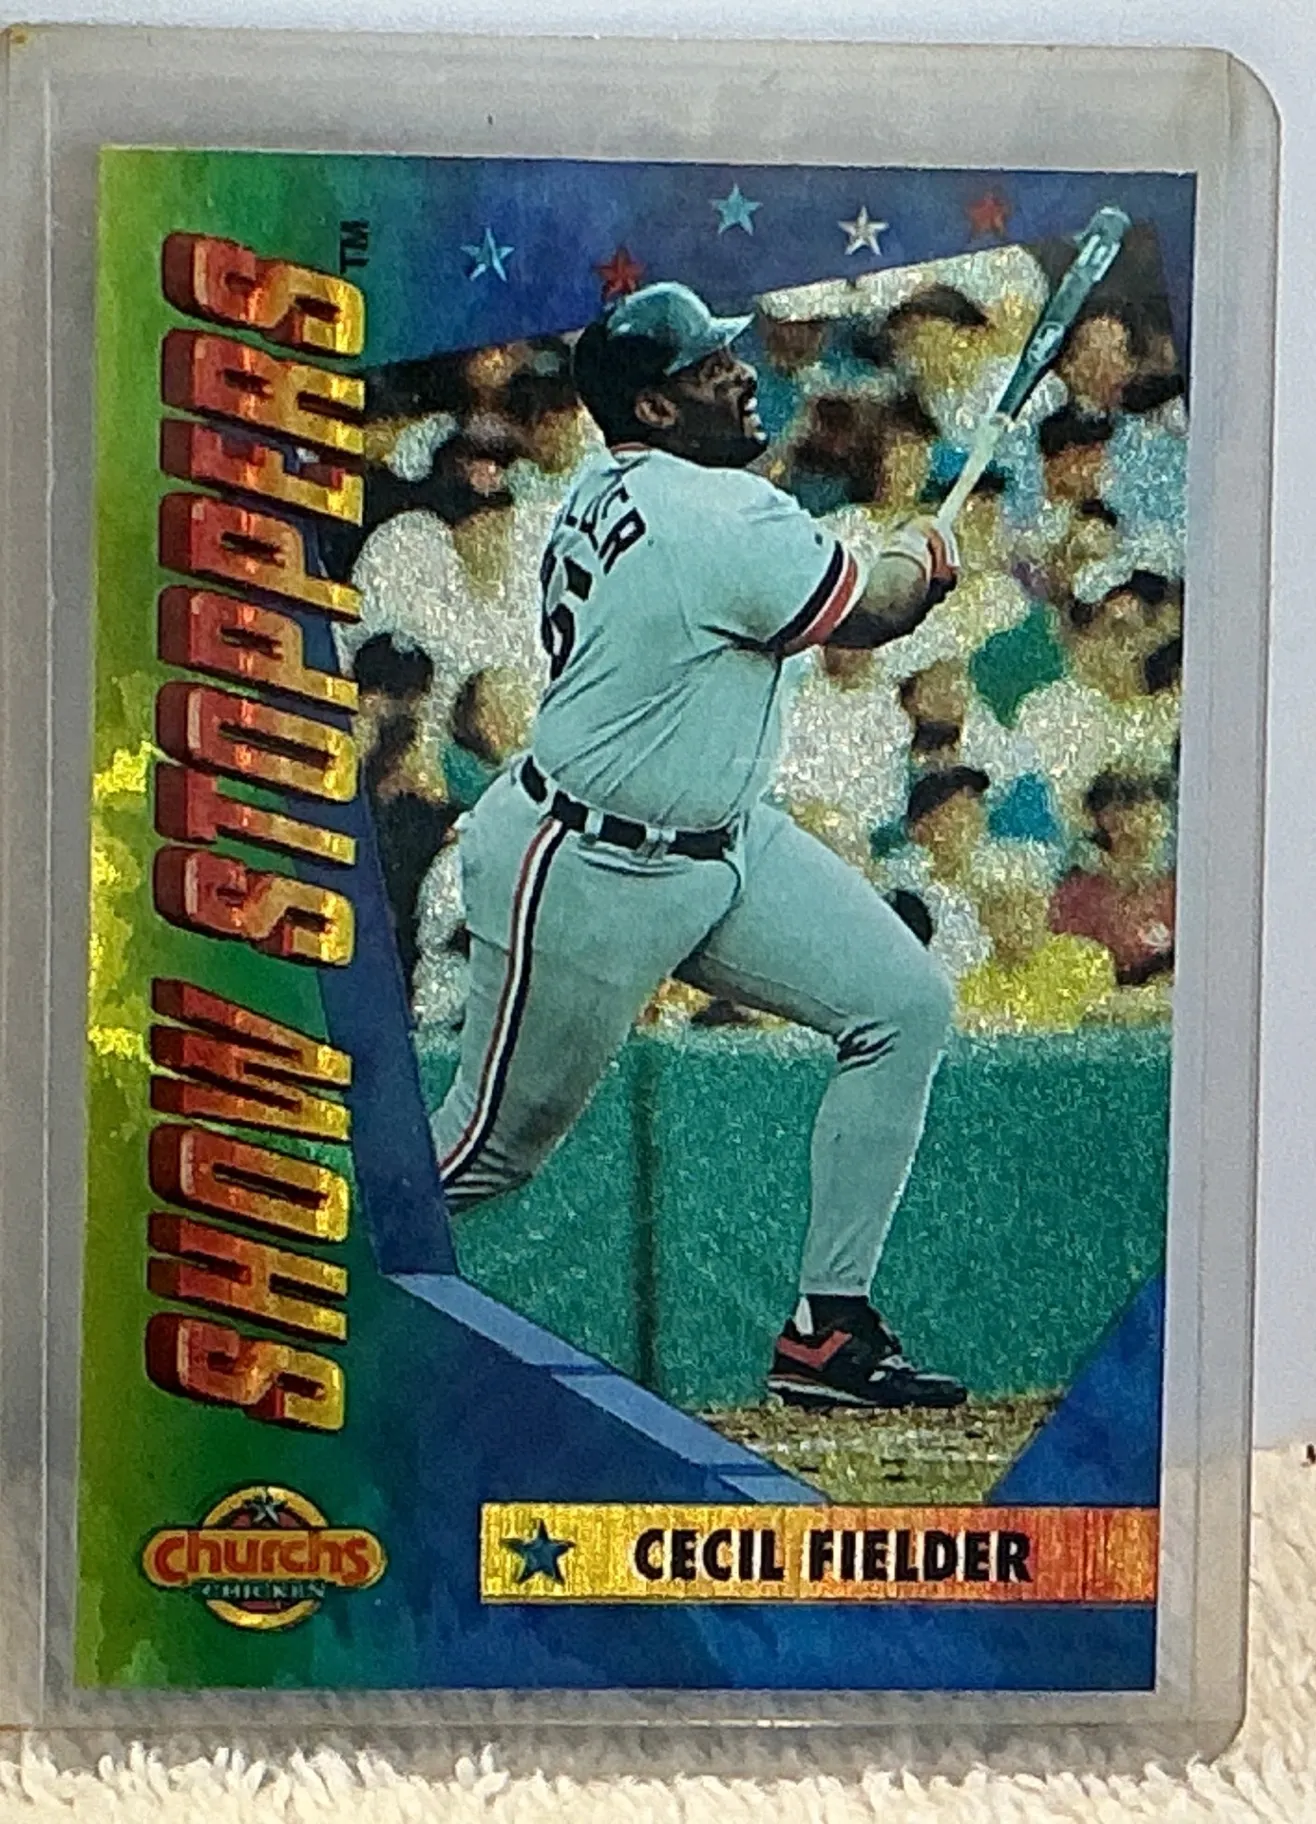 SHOW STOPPERS™
Churchs
CHICKEN
CECIL FIELDER